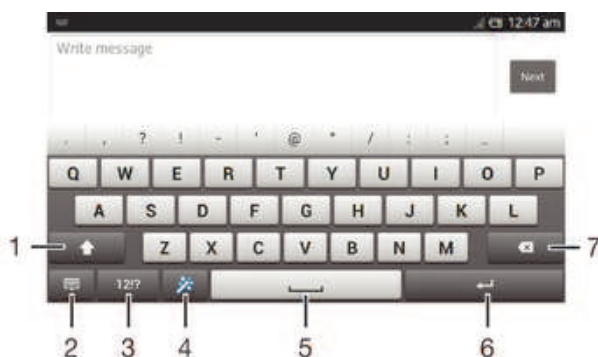 12:47 am
Write message
Next
. , ? ! - ' @ * / : ; _
Q W E R T Y U I O P
A S D F G H J K L
1 Z X C V B N M 7
12!?
2 3 4 5 6